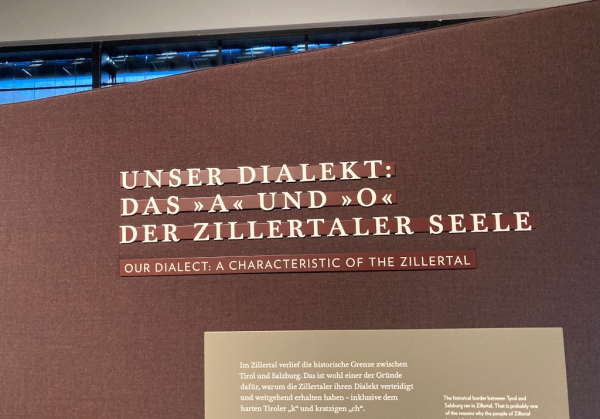 UNSER DIALEKT:
DAS »A« UND »O«
DER ZILLERTALER SEELE
OUR DIALECT: A CHARACTERISTIC OF THE ZILLERTAL
Im Zillertal verlief die historische Grenze zwischen
Tirol und Salzburg. Das ist wohl einer der Gründe
dafür, warum die Zillertaler ihren Dialekt verteidigt
und weitgehend erhalten haben – inklusive dem
harten Tiroler „k“ und kratzigen „ch“.
The historical border between Tyrol and
Salzburg ran in Zillertal. That is probably one
of the reasons why the people of Zillertal